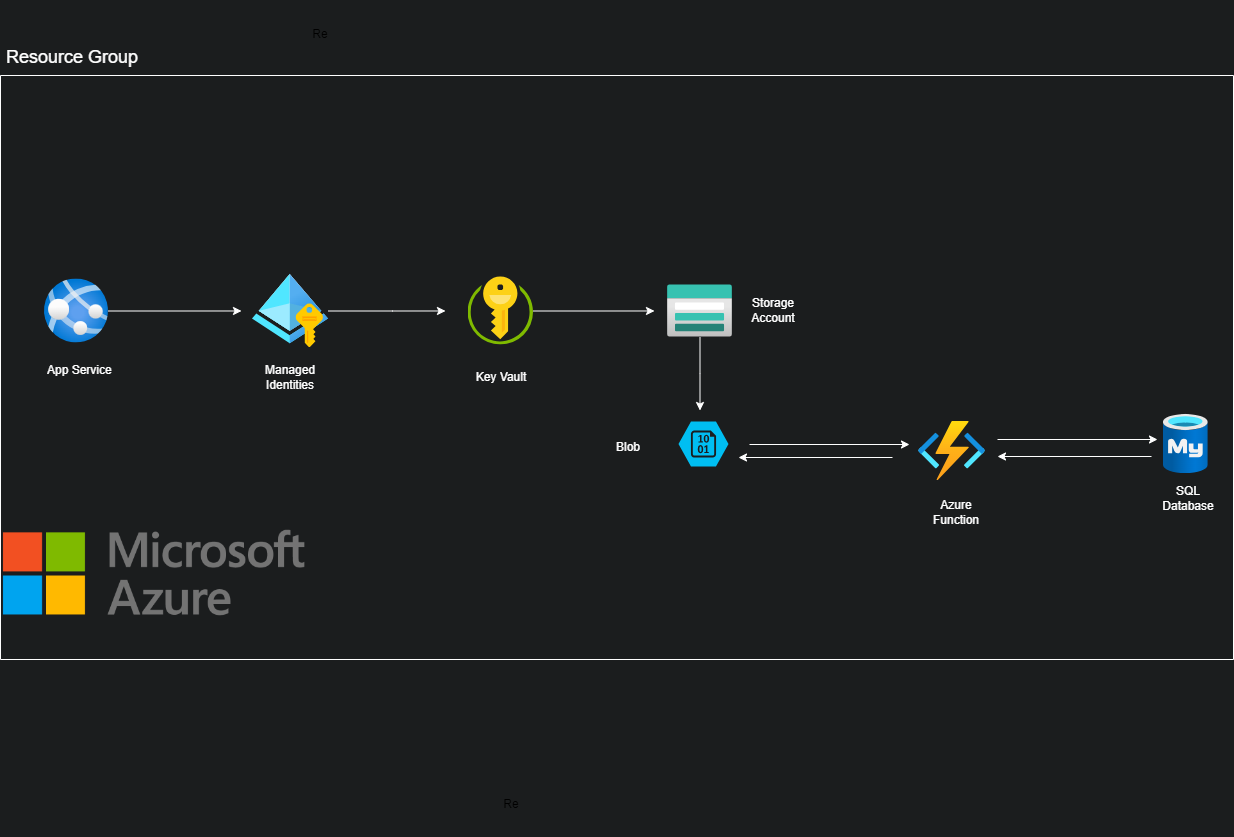 Re
Resource Group
App Service
Managed
Identities
Key Vault
Storage
Account
Blob
10
01
Azure
Function
My
SQL
Database
Microsoft
Azure
Re